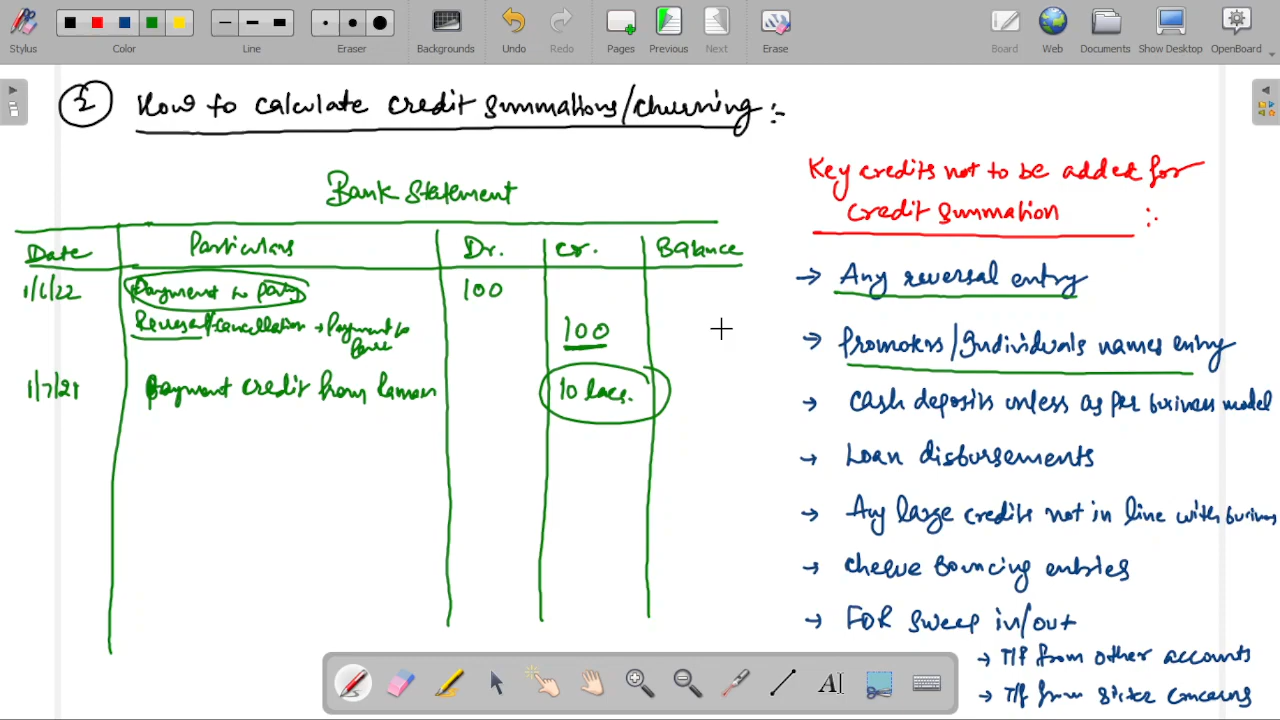 Stylus
Color
Line
Eraser
Backgrounds
Undo
Redo
Pages
Previous
Next
Erase
Board
Web
Documents
Show Desktop
OpenBoard
How to calculate credit summations/churning :-
Bank Statement
Date Particulars Dr. Cr. Balance
1/6/22 Payment to party 100
Reversal/cancellation → Payment to 100
1/7/21 payment credit from 10 lacs.
Key credits not to be added for
credit summation :-
→ Any reversal entry
→ Promoters/Individuals names entry
→ cash deposits unless as per business model
→ Loan disbursements
→ Any large credits not in line with business
→ cheque bouncing entries
→ FDR sweep in/out
→ T/f from other accounts
→ T/f from sister concerns